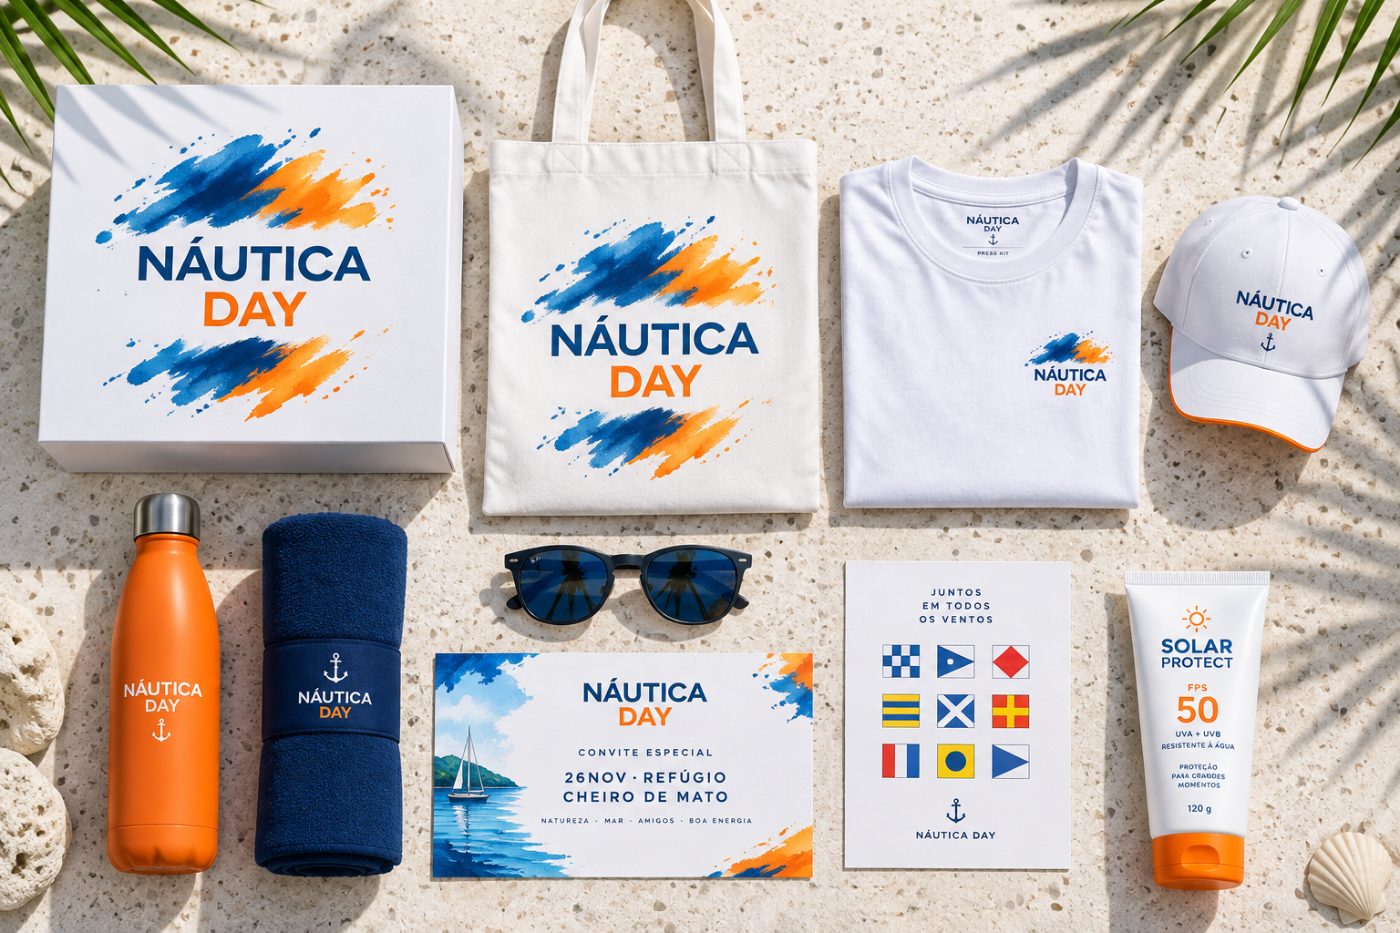 NÁUTICA
DAY
NÁUTICA
DAY
NÁUTICA
DAY
PRESS KIT
NÁUTICA
DAY
NÁUTICA
DAY
NÁUTICA
DAY
NÁUTICA
DAY
NÁUTICA
DAY
CONVITE ESPECIAL
26NOV · REFÚGIO
CHEIRO DE MATO
NATUREZA · MAR · AMIGOS · BOA ENERGIA
JUNTOS
EM TODOS
OS VENTOS
NÁUTICA DAY
SOLAR
PROTECT
FPS
50
UVA + UVB
RESISTENTE À ÁGUA
PROTEÇÃO
PARA GRANDES
MOMENTOS
120 g